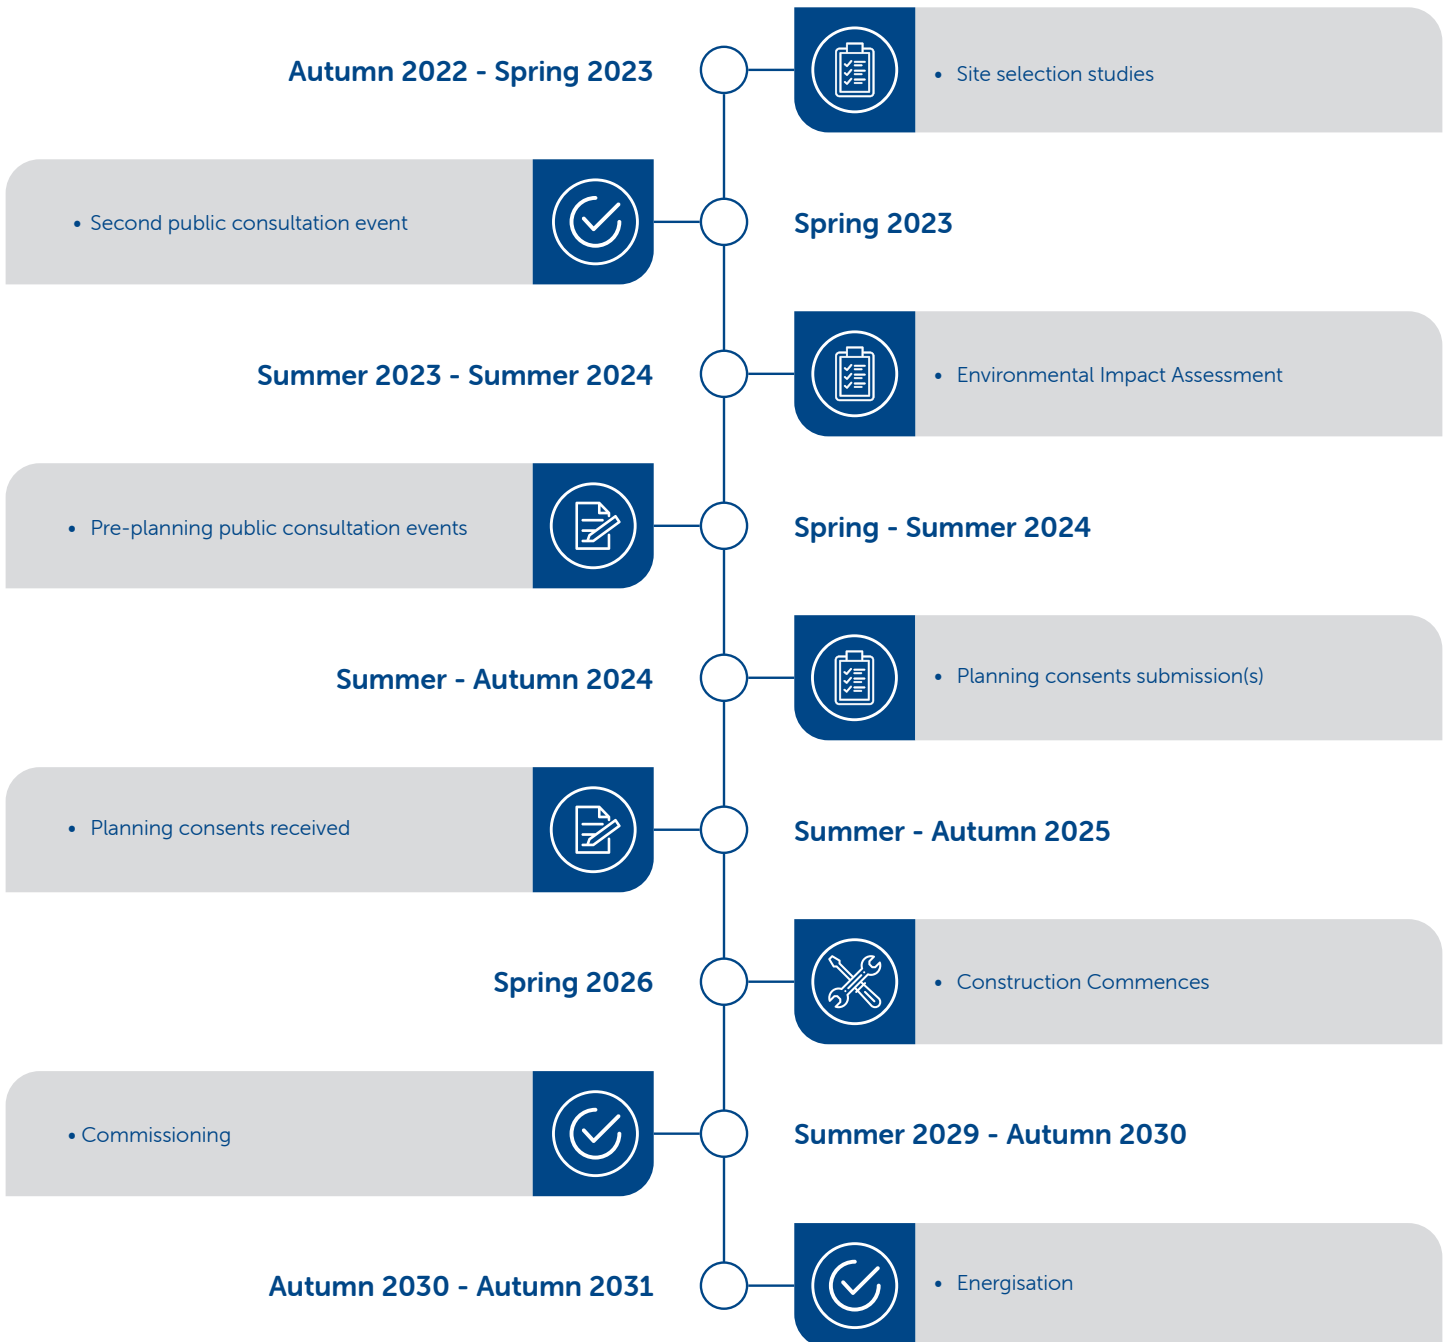 Autumn 2022 - Spring 2023
• Site selection studies
• Second public consultation event
Spring 2023
Summer 2023 - Summer 2024
• Environmental Impact Assessment
• Pre-planning public consultation events
Spring - Summer 2024
Summer - Autumn 2024
• Planning consents submission(s)
• Planning consents received
Summer - Autumn 2025
Spring 2026
• Construction Commences
• Commissioning
Summer 2029 - Autumn 2030
Autumn 2030 - Autumn 2031
• Energisation